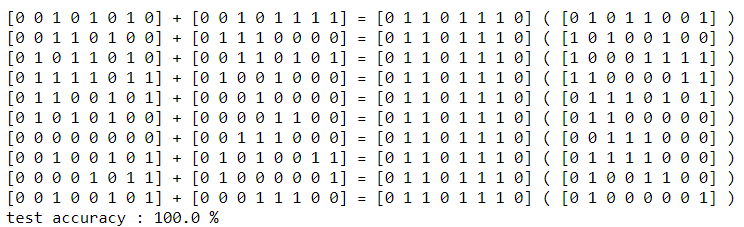 [0 0 1 0 1 0 1 0] + [0 0 1 0 1 1 1 1] = [0 1 1 0 1 1 1 0] ( [0 1 0 1 1 0 0 1] )
[0 0 1 1 0 1 0 0] + [0 1 1 1 0 0 0 0] = [0 1 1 0 1 1 1 0] ( [1 0 1 0 0 1 0 0] )
[0 1 0 1 1 0 1 0] + [0 0 1 1 0 1 0 1] = [0 1 1 0 1 1 1 0] ( [1 0 0 0 1 1 1 1] )
[0 1 1 1 1 0 1 1] + [0 1 0 0 1 0 0 0] = [0 1 1 0 1 1 1 0] ( [1 1 0 0 0 0 1 1] )
[0 1 1 0 0 1 0 1] + [0 0 0 1 0 0 0 0] = [0 1 1 0 1 1 1 0] ( [0 1 1 1 0 1 0 1] )
[0 1 0 1 0 1 0 0] + [0 0 0 0 1 1 0 0] = [0 1 1 0 1 1 1 0] ( [0 1 1 0 0 0 0 0] )
[0 0 0 0 0 0 0 0] + [0 0 1 1 1 0 0 0] = [0 1 1 0 1 1 1 0] ( [0 0 1 1 1 0 0 0] )
[0 0 1 0 0 1 0 1] + [0 1 0 1 0 0 1 1] = [0 1 1 0 1 1 1 0] ( [0 1 1 1 1 0 0 0] )
[0 0 0 0 1 0 1 1] + [0 1 0 0 0 0 0 1] = [0 1 1 0 1 1 1 0] ( [0 1 0 0 1 1 0 0] )
[0 0 1 0 0 1 0 1] + [0 0 0 1 1 1 0 0] = [0 1 1 0 1 1 1 0] ( [0 1 0 0 0 0 0 1] )
test accuracy : 100.0 %